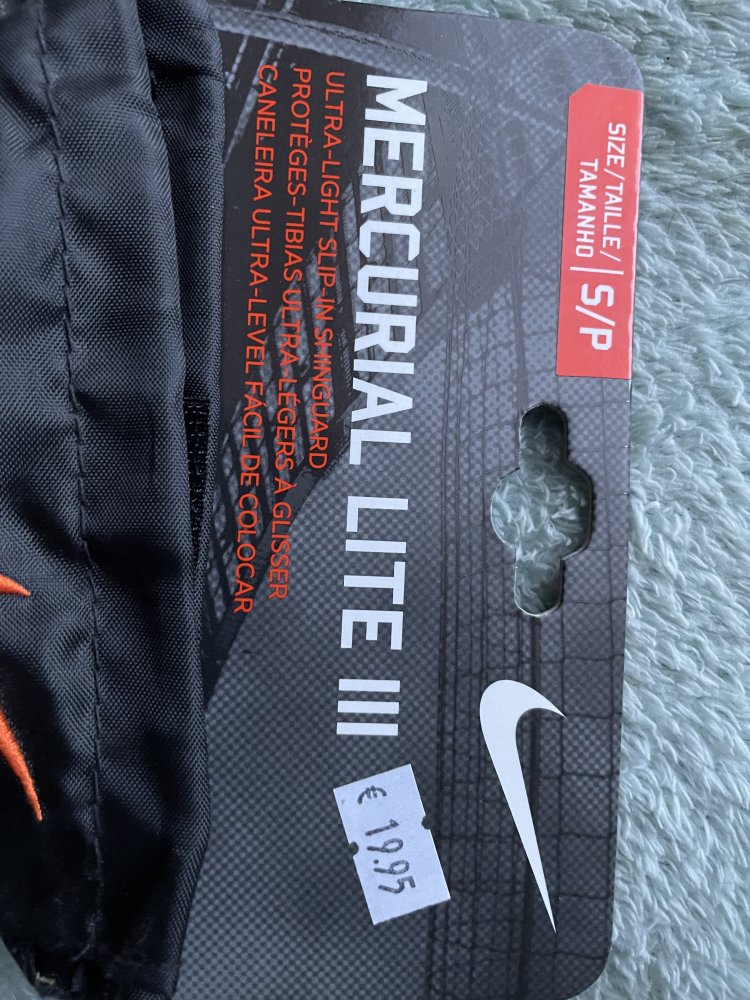 SIZE/TAILLE/
TAMANHO
S/P
MERCURIAL LITE III
ULTRA-LIGHT SLIP-IN SHINGUARD
PROTÈGES-TIBIAS ULTRA-LÉGERS À GLISSER
CANELEIRA ULTRA-LEVEL FÁCIL DE COLOCAR
€ 19.95